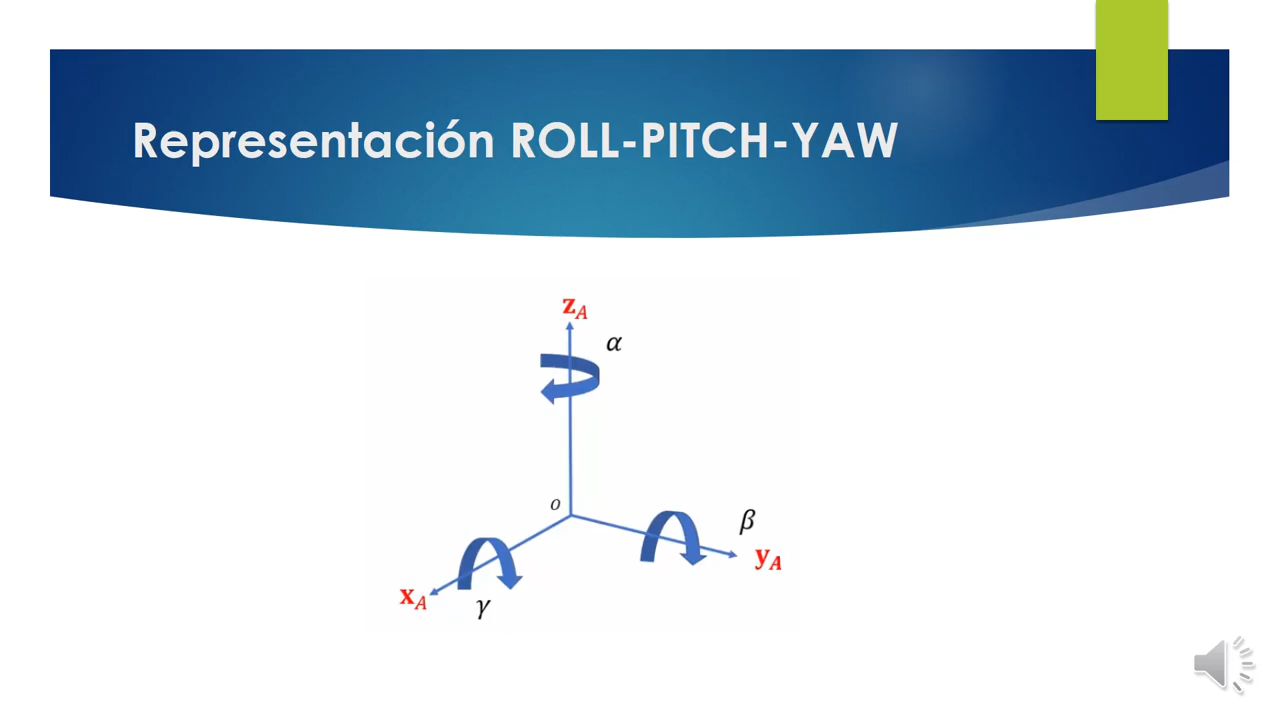 Representación ROLL-PITCH-YAW
z_A
α
O
β
y_A
x_A
γ